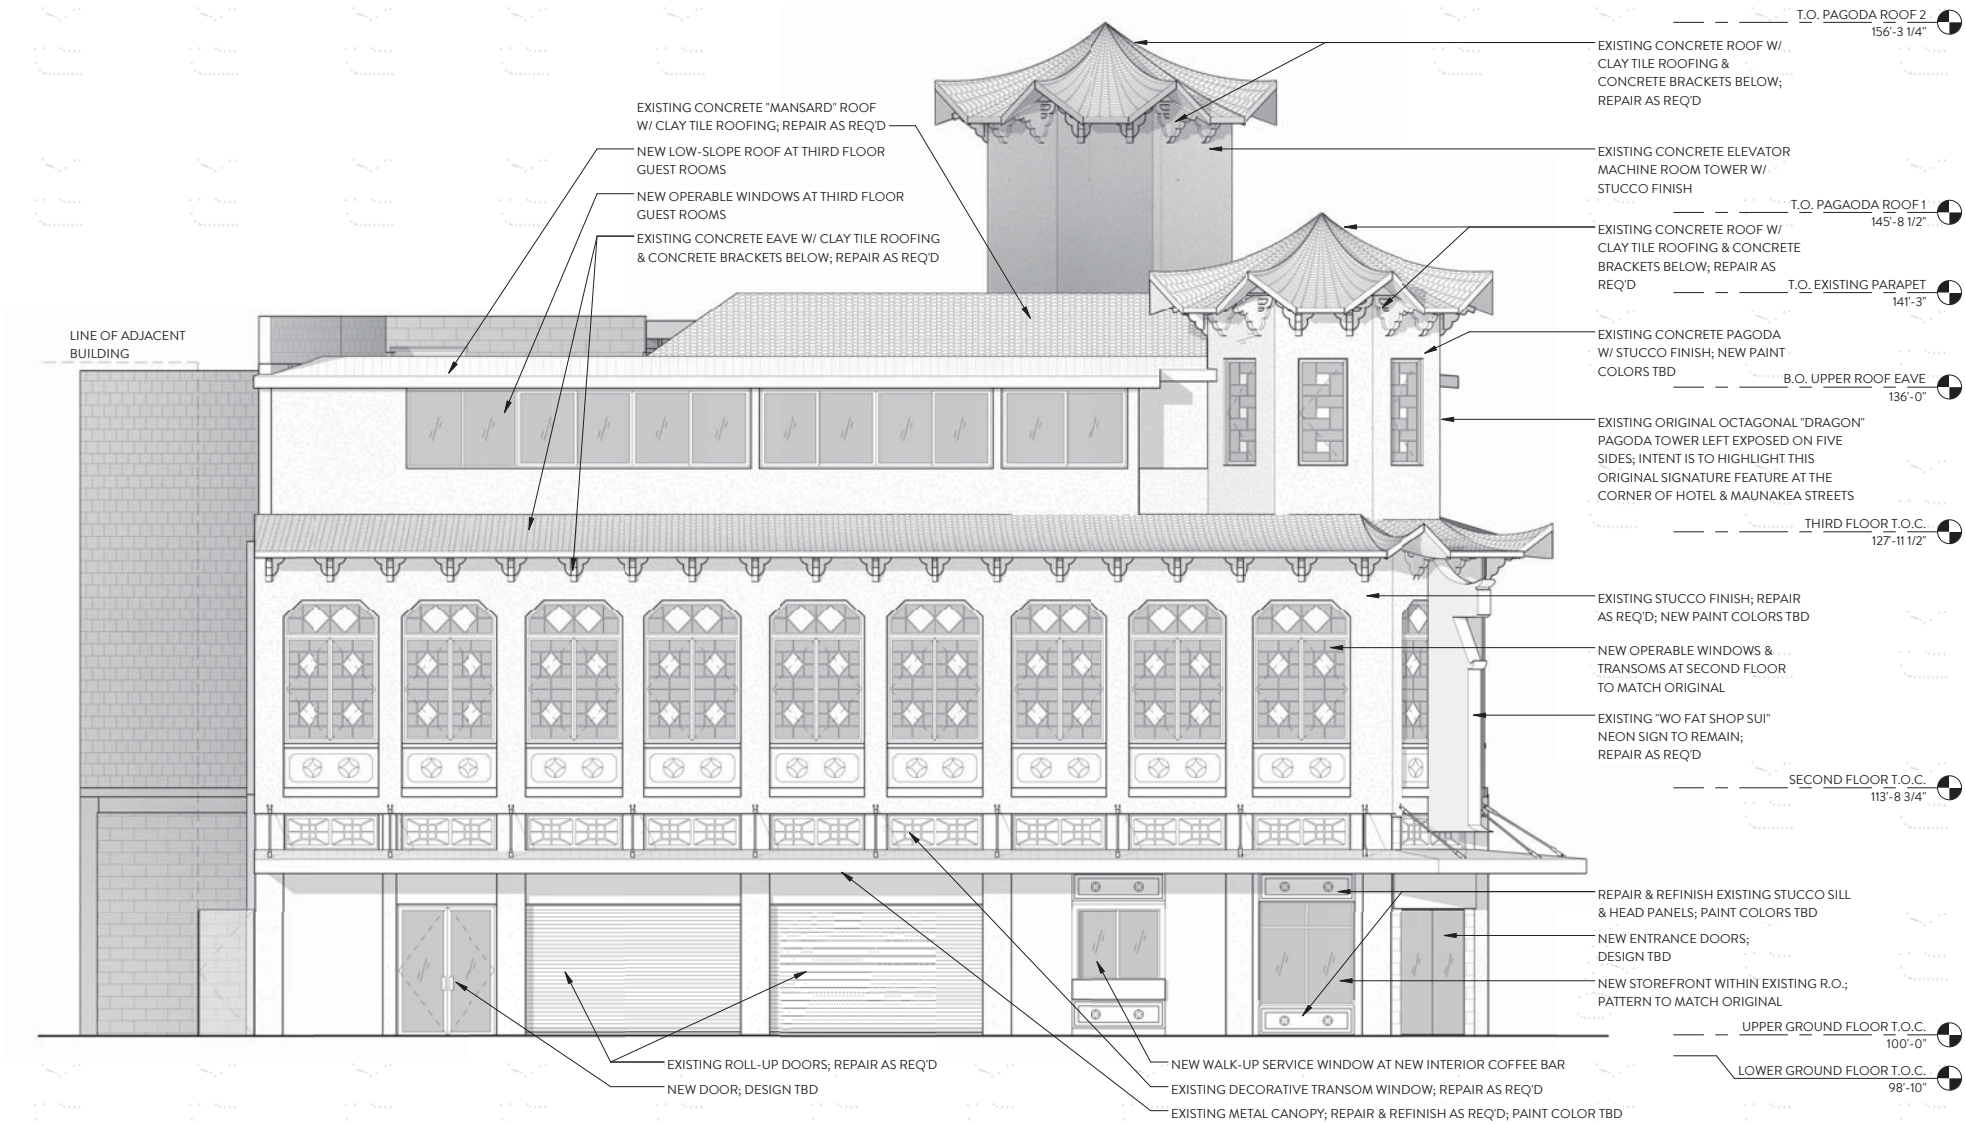 EXISTING CONCRETE "MANSARD" ROOF
W/ CLAY TILE ROOFING; REPAIR AS REQ'D
NEW LOW-SLOPE ROOF AT THIRD FLOOR
GUEST ROOMS
NEW OPERABLE WINDOWS AT THIRD FLOOR
GUEST ROOMS
EXISTING CONCRETE EAVE W/ CLAY TILE ROOFING
& CONCRETE BRACKETS BELOW; REPAIR AS REQ'D
LINE OF ADJACENT
BUILDING
T.O. PAGODA ROOF 2
156'-3 1/4"
EXISTING CONCRETE ROOF W/
CLAY TILE ROOFING &
CONCRETE BRACKETS BELOW;
REPAIR AS REQ'D
EXISTING CONCRETE ELEVATOR
MACHINE ROOM TOWER W/
STUCCO FINISH
T.O. PAGAODA ROOF 1
145'-8 1/2"
EXISTING CONCRETE ROOF W/
CLAY TILE ROOFING & CONCRETE
BRACKETS BELOW; REPAIR AS
REQ'D
T.O. EXISTING PARAPET
141'-3"
EXISTING CONCRETE PAGODA
W/ STUCCO FINISH; NEW PAINT
COLORS TBD
B.O. UPPER ROOF EAVE
136'-0"
EXISTING ORIGINAL OCTAGONAL "DRAGON"
PAGODA TOWER LEFT EXPOSED ON FIVE
SIDES; INTENT IS TO HIGHLIGHT THIS
ORIGINAL SIGNATURE FEATURE AT THE
CORNER OF HOTEL & MAUNAKEA STREETS
THIRD FLOOR T.O.C.
127'-11 1/2"
EXISTING STUCCO FINISH; REPAIR
AS REQ'D; NEW PAINT COLORS TBD
NEW OPERABLE WINDOWS &
TRANSOMS AT SECOND FLOOR
TO MATCH ORIGINAL
EXISTING "WO FAT SHOP SUI"
NEON SIGN TO REMAIN;
REPAIR AS REQ'D
SECOND FLOOR T.O.C.
113'-8 3/4"
REPAIR & REFINISH EXISTING STUCCO SILL
& HEAD PANELS; PAINT COLORS TBD
NEW ENTRANCE DOORS;
DESIGN TBD
NEW STOREFRONT WITHIN EXISTING R.O.;
PATTERN TO MATCH ORIGINAL
UPPER GROUND FLOOR T.O.C.
100'-0"
LOWER GROUND FLOOR T.O.C.
98'-10"
EXISTING ROLL-UP DOORS; REPAIR AS REQ'D
NEW DOOR; DESIGN TBD
NEW WALK-UP SERVICE WINDOW AT NEW INTERIOR COFFEE BAR
EXISTING DECORATIVE TRANSOM WINDOW; REPAIR AS REQ'D
EXISTING METAL CANOPY; REPAIR & REFINISH AS REQ'D; PAINT COLOR TBD